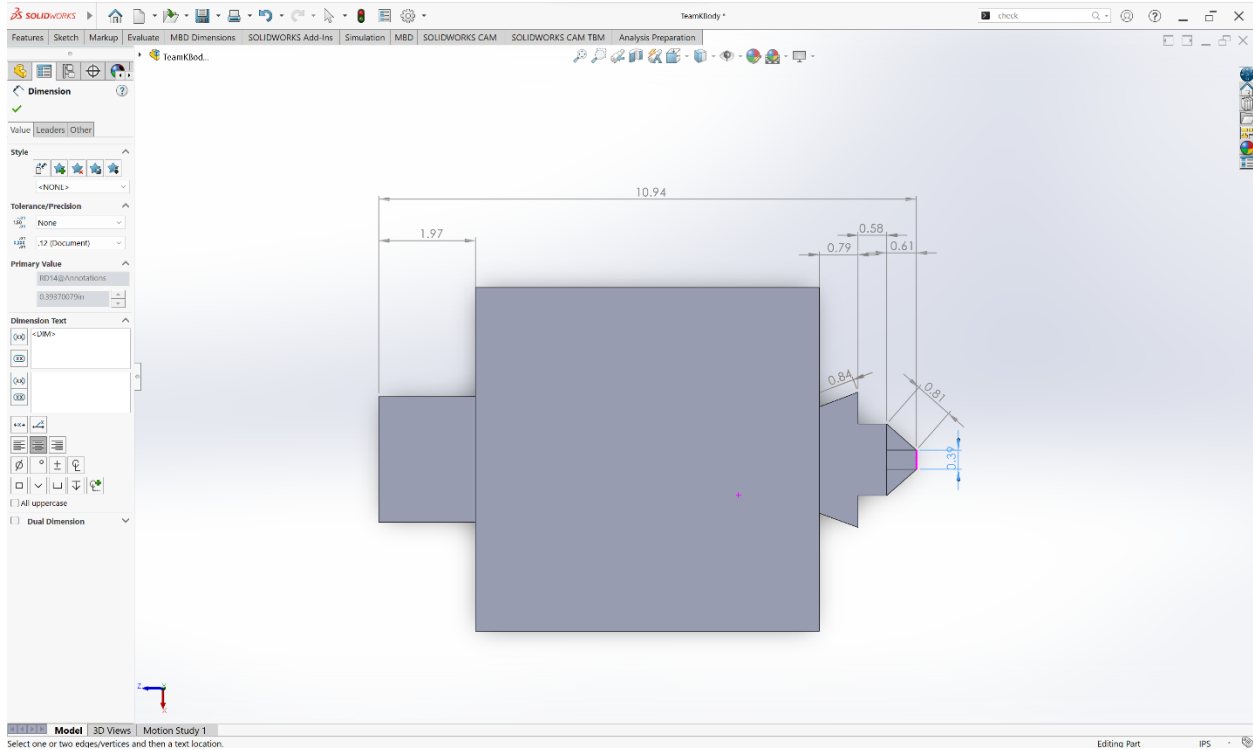 SOLIDWORKS
TeamKBody *
check
Features Sketch Markup Evaluate MBD Dimensions SOLIDWORKS Add-Ins Simulation MBD SOLIDWORKS CAM SOLIDWORKS CAM TBM Analysis Preparation
TeamKBod...
Dimension
Value Leaders Other
Style
<NONE>
Tolerance/Precision
None
.12 (Document)
Primary Value
RD14@Annotations
0.39370079in
Dimension Text
<DIM>
All uppercase
Dual Dimension
10.94
1.97
0.58
0.79
0.61
0.84
0.81
0.39
Z
Model 3D Views Motion Study 1
Select one or two edges/vertices and then a text location.
Editing Part
IPS